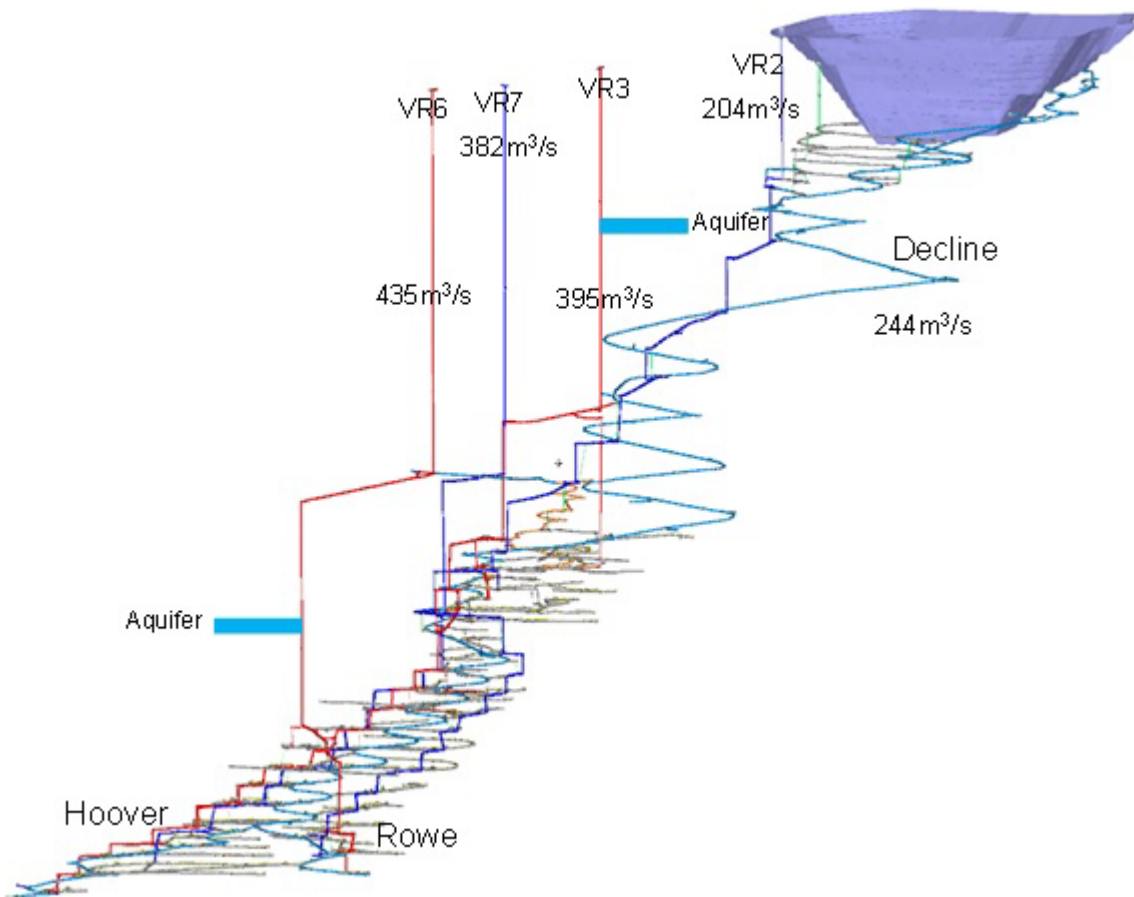 VR2
204m³/s
VR3
VR7
VR6
382m³/s
Aquifer
Decline
435m³/s
395m³/s
244m³/s
Aquifer
Hoover
Rowe